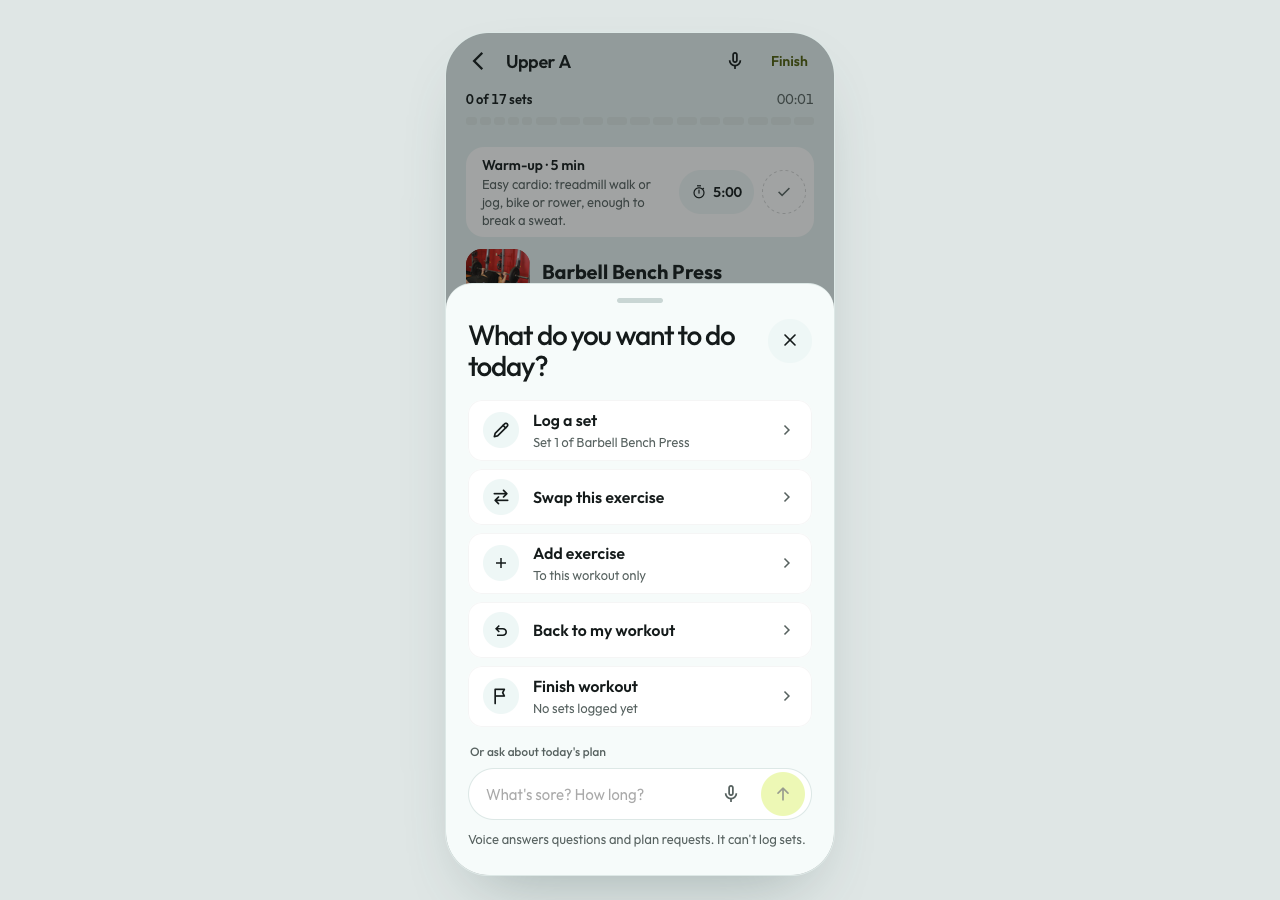 Upper A
Finish
0 of 17 sets
00:01
Warm-up · 5 min
Easy cardio: treadmill walk or
jog, bike or rower, enough to
break a sweat.
5:00
Barbell Bench Press
What do you want to do
today?
Log a set
Set 1 of Barbell Bench Press
Swap this exercise
Add exercise
To this workout only
Back to my workout
Finish workout
No sets logged yet
Or ask about today's plan
What's sore? How long?
Voice answers questions and plan requests. It can't log sets.